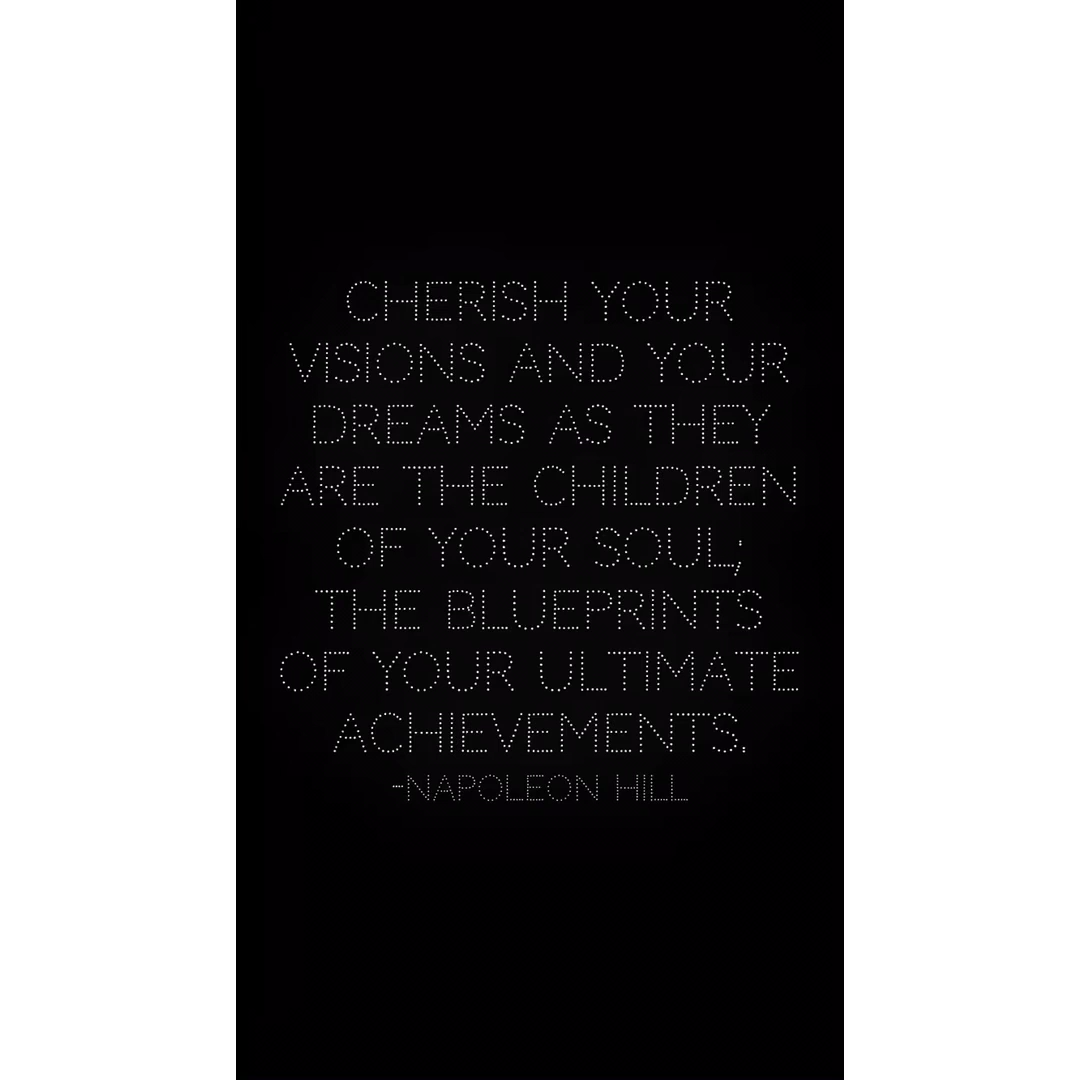 CHERISH YOUR
VISIONS AND YOUR
DREAMS AS THEY
ARE THE CHILDREN
OF YOUR SOUL;
THE BLUEPRINTS
OF YOUR ULTIMATE
ACHIEVEMENTS.
-NAPOLEON HILL